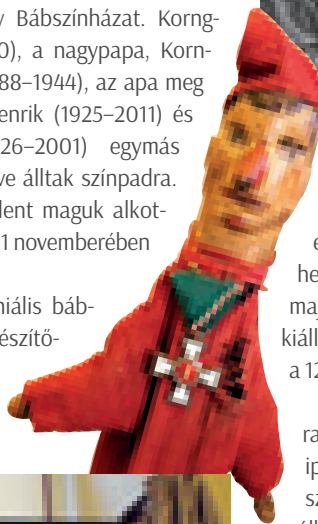 Bábszínházat. Korng-
0), a nagypapa, Korn-
88–1944), az apa meg
enrik (1925–2011) és
26–2001) egymás
ve álltak színpadra.
lent maguk alkot-
1 novemberében
niális báb-
észítő-
e
he
ma
kiáll
a 12
ra
ip
sz